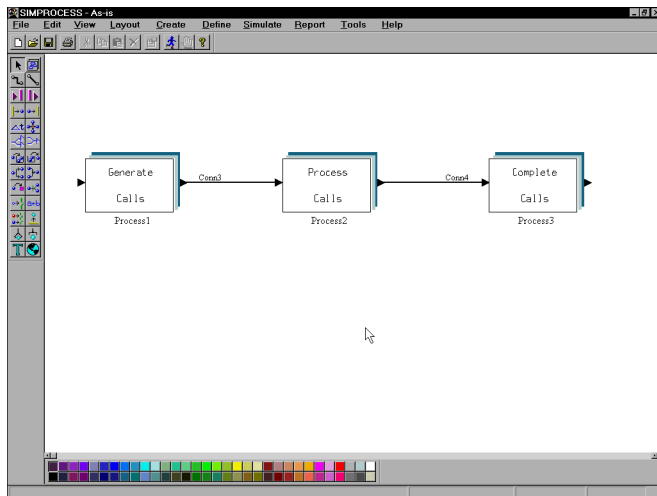 SIMPROCESS - As-is
File Edit View Layout Create Define Simulate Report Tools Help
Generate
Calls
Process1
Conn3
Process
Calls
Process2
Conn4
Complete
Calls
Process3
Δt
a=b
T